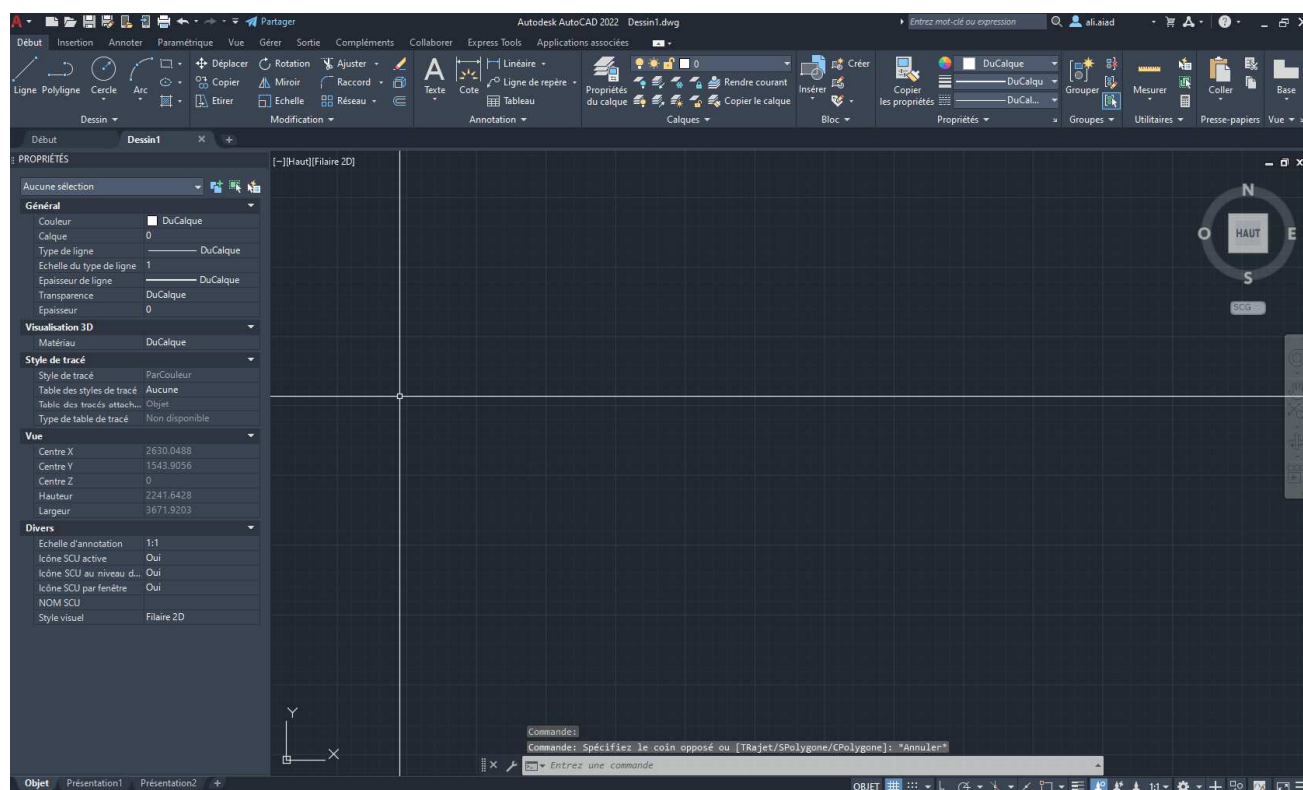 Partager Autodesk AutoCAD 2022 Dessin1.dwg Entrez mot-clé ou expression ali.aiad
Début Insertion Annoter Paramétrique Vue Gérer Sortie Compléments Collaborer Express Tools Applications associées
Ligne Polyligne Cercle Arc
Déplacer Rotation Ajuster
Copier Miroir Raccord
Etirer Echelle Réseau
Texte Cote
Linéaire
Ligne de repère
Tableau
Propriétés du calque
0
Rendre courant
Copier le calque
Insérer
Créer
Copier les propriétés
DuCalque
DuCalqu
DuCal...
Grouper
Mesurer
Coller
Base
Dessin Modification Annotation Calques Bloc Propriétés Groupes Utilitaires Presse-papiers Vue
Début Dessin1
PROPRIÉTÉS
[−][Haut][Filaire 2D]
Aucune sélection
Général
Couleur DuCalque
Calque 0
Type de ligne DuCalque
Echelle du type de ligne 1
Epaisseur de ligne DuCalque
Transparence DuCalque
Epaisseur 0
Visualisation 3D
Matériau DuCalque
Style de tracé
Style de tracé ParCouleur
Table des styles de tracé Aucune
Table des tracés attach... Objet
Type de table de tracé Non disponible
Vue
Centre X 2630.0488
Centre Y 1543.9056
Centre Z 0
Hauteur 2241.6428
Largeur 3671.9203
Divers
Echelle d'annotation 1:1
Icône SCU active Oui
Icône SCU au niveau d... Oui
Icône SCU par fenêtre Oui
NOM SCU
Style visuel Filaire 2D
N
O HAUT E
S
SCG
Y
X
Commande:
Commande: Spécifiez le coin opposé ou [TRajet/SPolygone/CPolygone]: *Annuler*
Entrez une commande
Objet Présentation1 Présentation2 +
OBJET 1:1